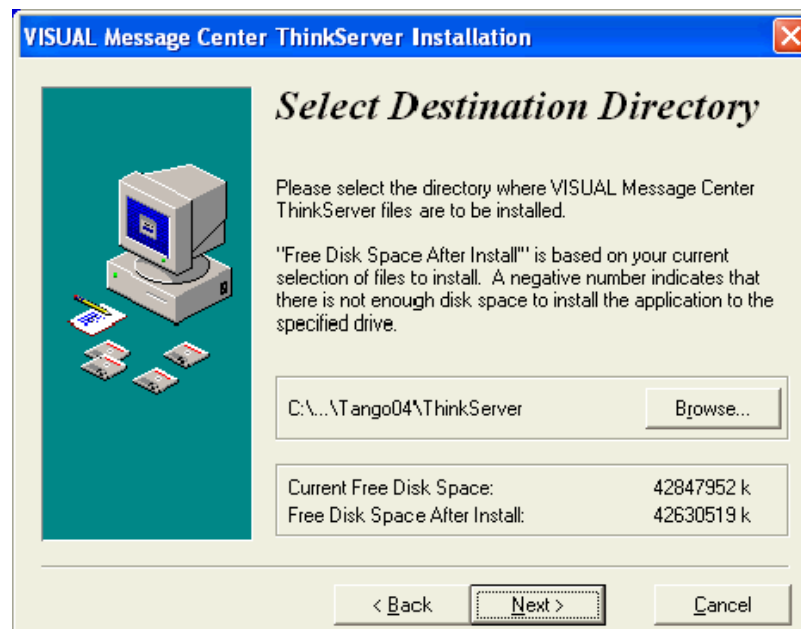 VISUAL Message Center ThinkServer Installation
Select Destination Directory
Please select the directory where VISUAL Message Center
ThinkServer files are to be installed.
"Free Disk Space After Install"' is based on your current
selection of files to install. A negative number indicates that
there is not enough disk space to install the application to the
specified drive.
C:\...\Tango04\ThinkServer Browse...
Current Free Disk Space: 42847952 k
Free Disk Space After Install: 42630519 k
< Back Next > Cancel